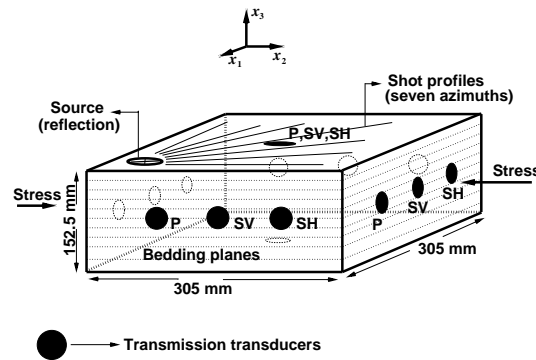 x3
x1
x2
Source
(reflection)
Shot profiles
(seven azimuths)
P,SV,SH
Stress
Stress
152.5 mm
P
SV
SH
P
SV
SH
Bedding planes
305 mm
305 mm
Transmission transducers